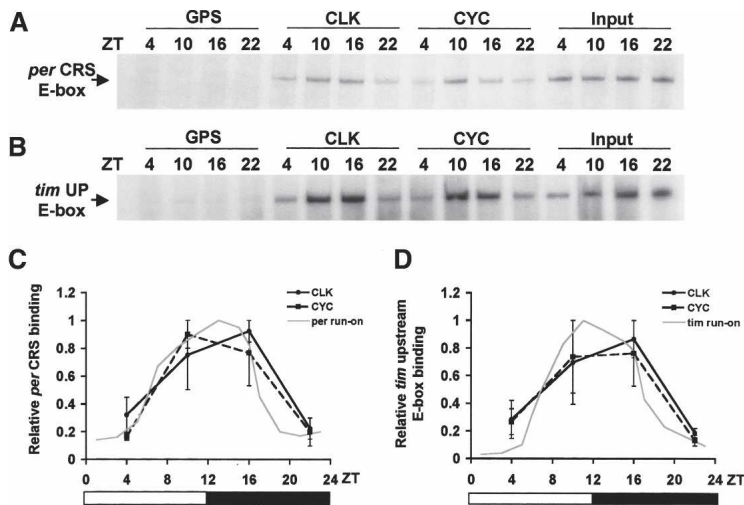 A
GPS CLK CYC Input
ZT 4 10 16 22 4 10 16 22 4 10 16 22 4 10 16 22
per CRS
E-box
B
GPS CLK CYC Input
ZT 4 10 16 22 4 10 16 22 4 10 16 22 4 10 16 22
tim UP
E-box
C
CLK
CYC
per run-on
Relative per CRS binding
1.2
1
0.8
0.6
0.4
0.2
0
0 4 8 12 16 20 24 ZT
D
CLK
CYC
tim run-on
Relative tim upstream
E-box binding
1.2
1
0.8
0.6
0.4
0.2
0
0 4 8 12 16 20 24 ZT